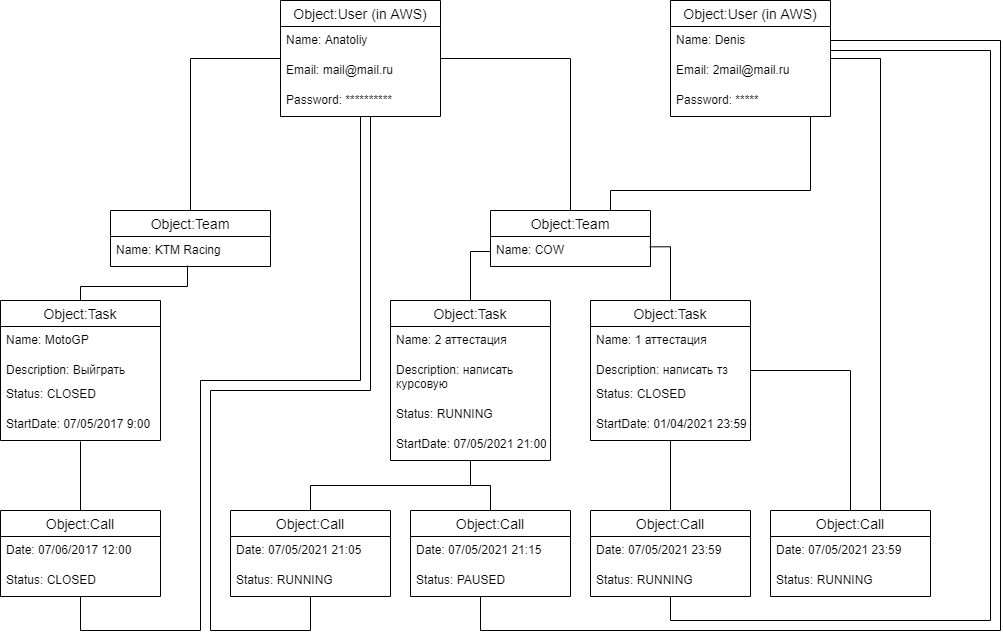 Object:User (in AWS)
Name: Anatoliy
Email: mail@mail.ru
Password: **********
Object:User (in AWS)
Name: Denis
Email: 2mail@mail.ru
Password: *****
Object:Team
Name: KTM Racing
Object:Team
Name: COW
Object:Task
Name: MotoGP
Description: Выйграть
Status: CLOSED
StartDate: 07/05/2017 9:00
Object:Task
Name: 2 аттестация
Description: написать
курсовую
Status: RUNNING
StartDate: 07/05/2021 21:00
Object:Task
Name: 1 аттестация
Description: написать тз
Status: CLOSED
StartDate: 01/04/2021 23:59
Object:Call
Date: 07/06/2017 12:00
Status: CLOSED
Object:Call
Date: 07/05/2021 21:05
Status: RUNNING
Object:Call
Date: 07/05/2021 21:15
Status: PAUSED
Object:Call
Date: 07/05/2021 23:59
Status: RUNNING
Object:Call
Date: 07/05/2021 23:59
Status: RUNNING